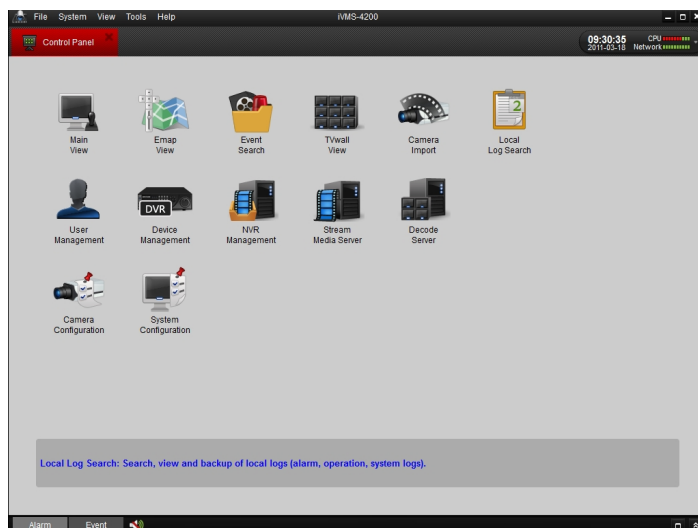 File System View Tools Help
iVMS-4200
Control Panel
09:30:35
2011-03-18
CPU
Network
Main
View
Emap
View
Event
Search
TVwall
View
Camera
Import
2
Local
Log Search
User
Management
DVR
Device
Management
NVR
Management
Stream
Media Server
Decode
Server
Camera
Configuration
System
Configuration
Local Log Search: Search, view and backup of local logs (alarm, operation, system logs).
Alarm
Event